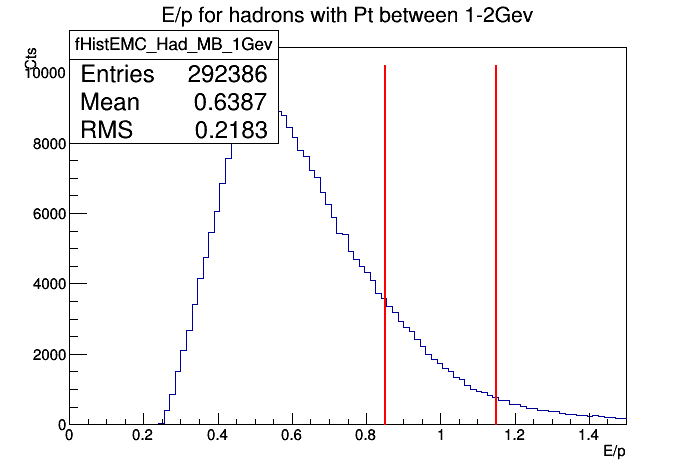 E/p for hadrons with Pt between 1-2Gev
fHistEMC_Had_MB_1Gev
Entries 292386
Mean 0.6387
RMS 0.2183
Cts
10000
8000
6000
4000
2000
0
0 0.2 0.4 0.6 0.8 1 1.2 1.4
E/p